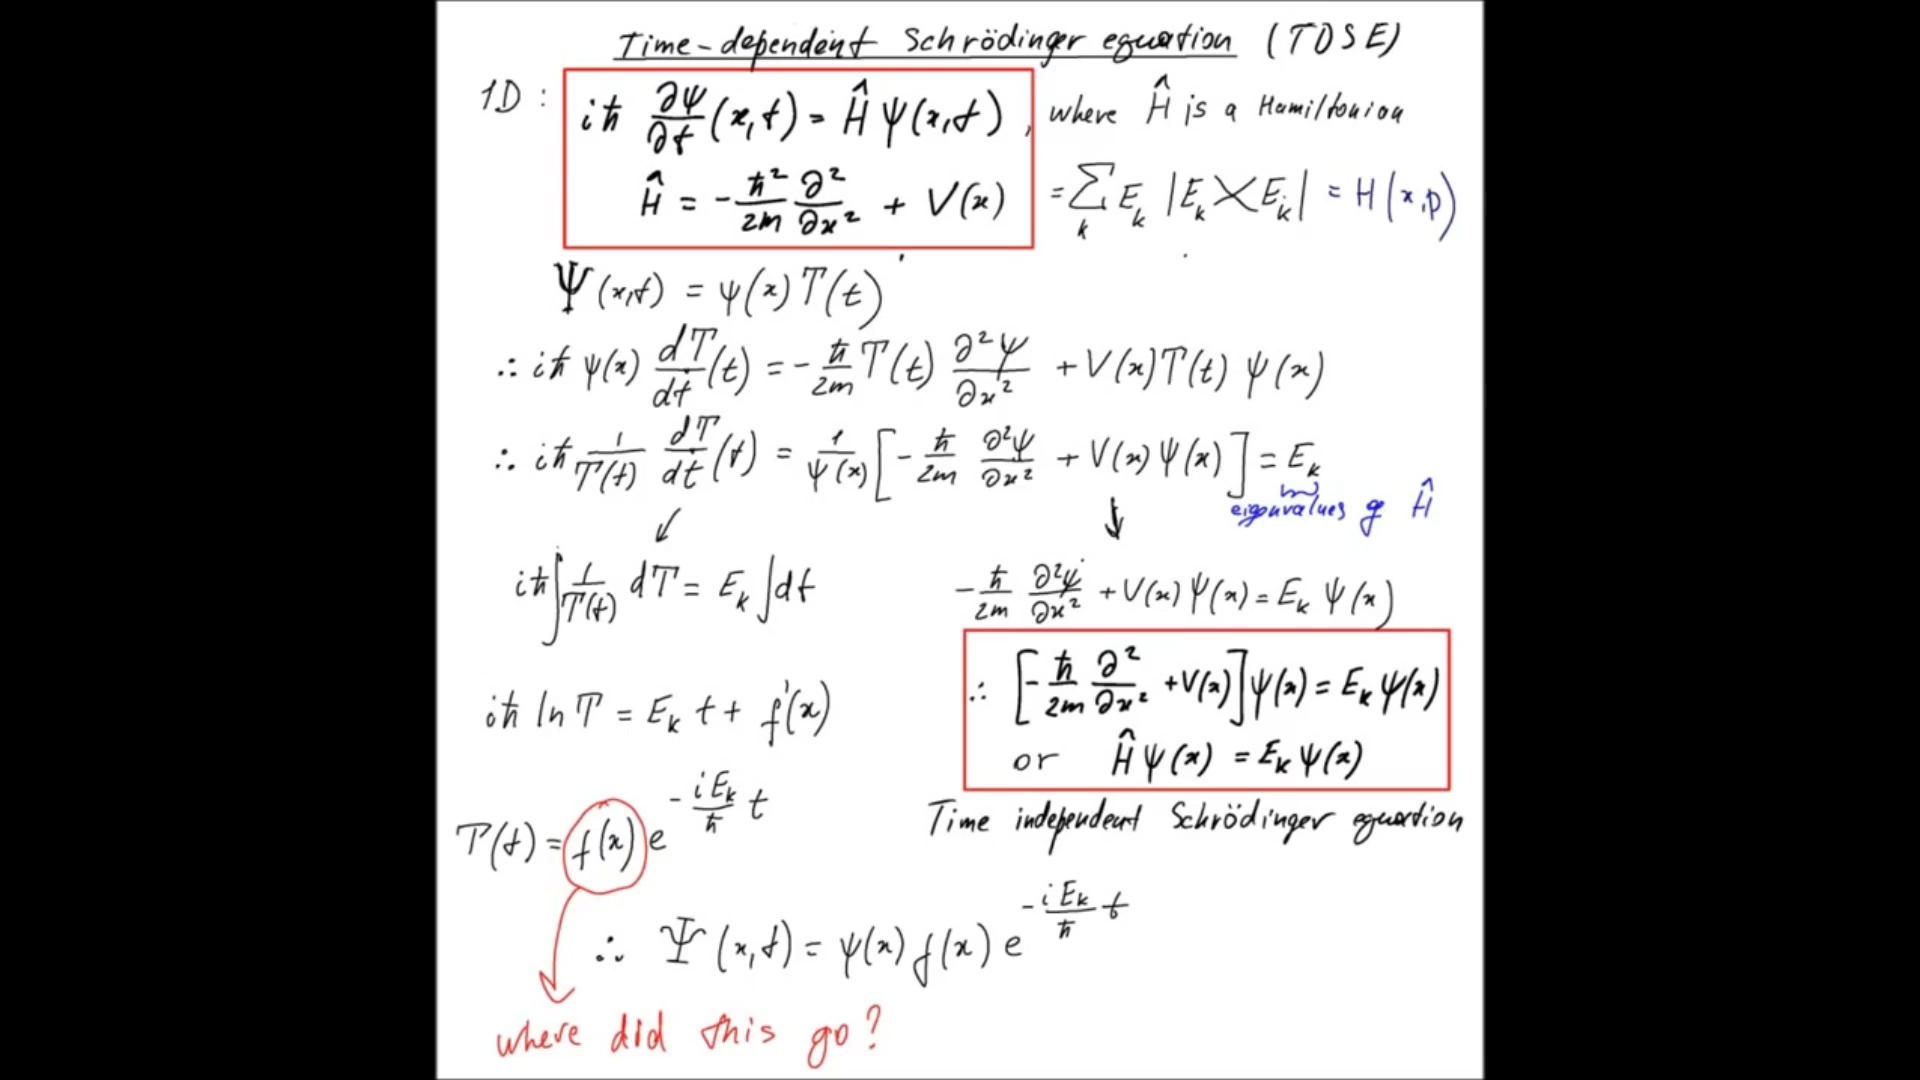 Time-dependent Schrödinger equation (TDSE)
1D : iħ ∂ψ/∂t (x,t) = Ĥ ψ(x,t) , where Ĥ is a Hamiltonian
Ĥ = - ħ²/2m ∂²/∂x² + V(x) = ∑_k E_k |E_k⟩⟨E_k| = H(x,p)
Ψ(x,t) = ψ(x) T(t)
∴ iħ ψ(x) dT/dt (t) = - ħ/2m T(t) ∂²ψ/∂x² + V(x) T(t) ψ(x)
∴ iħ 1/T(t) dT/dt (t) = 1/ψ(x) [ - ħ/2m ∂²ψ/∂x² + V(x) ψ(x) ] = E_k
eigenvalues of Ĥ
iħ ∫ 1/T(t) dT = E_k ∫ dt
- ħ/2m ∂²ψ/∂x² + V(x) ψ(x) = E_k ψ(x)
∴ [ - ħ/2m ∂²/∂x² + V(x) ] ψ(x) = E_k ψ(x)
iħ ln T = E_k t + f'(x)
or Ĥ ψ(x) = E_k ψ(x)
Time independent Schrödinger equation
T(t) = f(x) e^{- iE_k/ħ t}
∴ Ψ(x,t) = ψ(x) f(x) e^{- iE_k/ħ t}
where did this go?